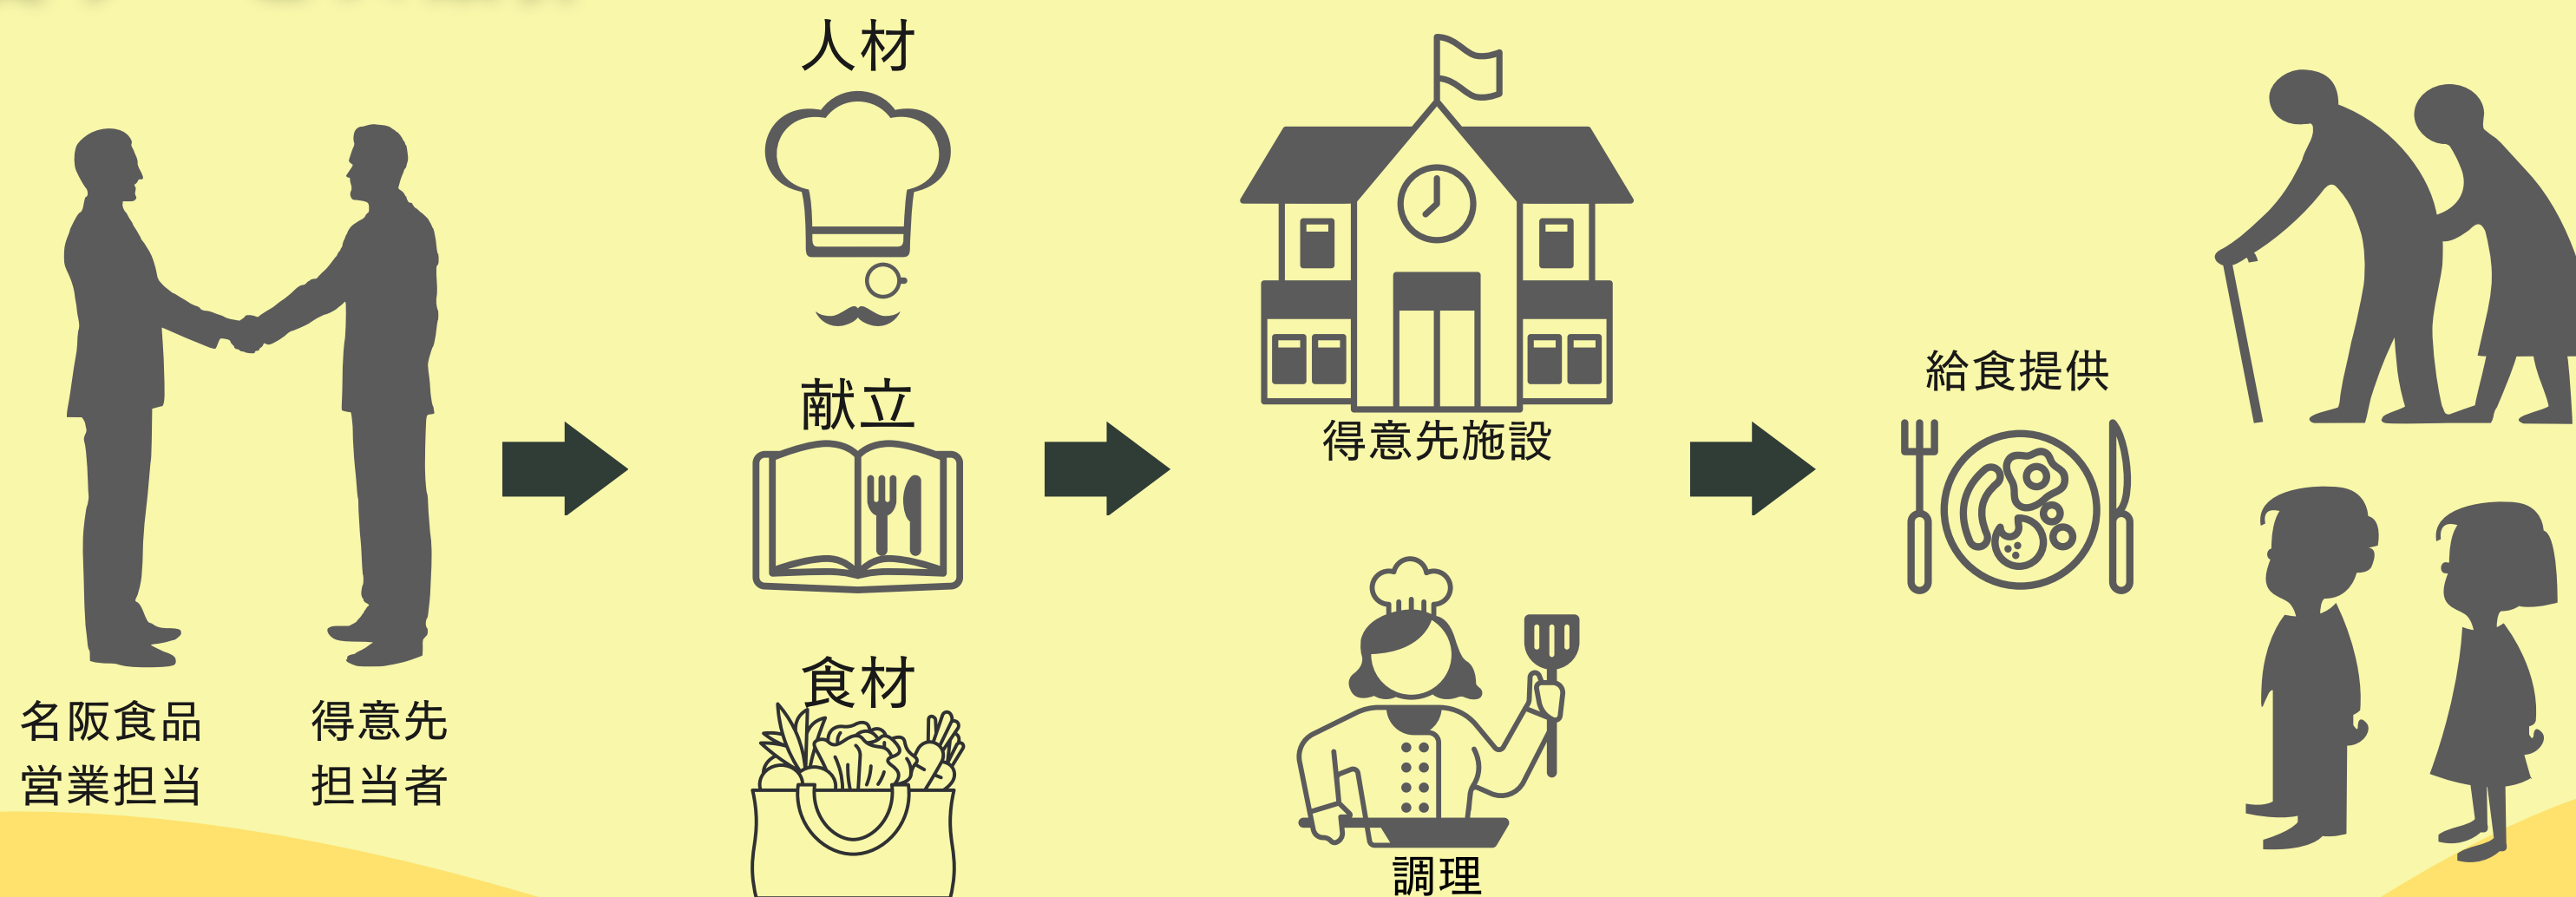 人材
献立
食材
名阪食品
営業担当
得意先
担当者
得意先施設
調理
給食提供